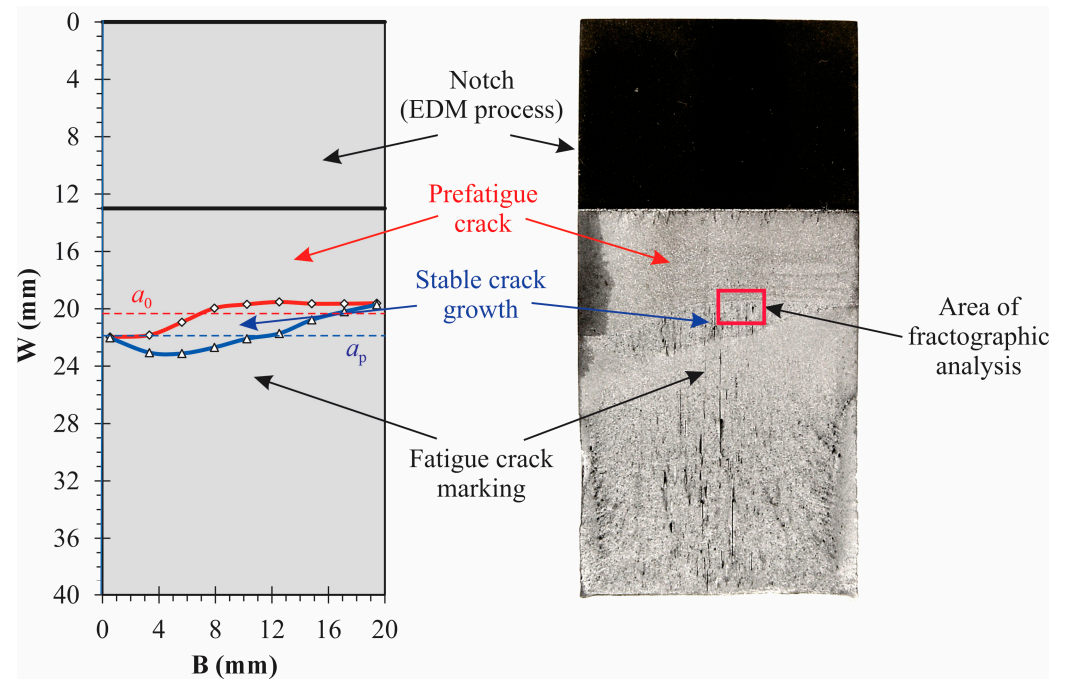 0
4
8
12
16
20
24
28
32
36
40
W (mm)
0
4
8
12
16
20
B (mm)
Notch
(EDM process)
Prefatigue
crack
Stable crack
growth
a0
ap
Fatigue crack
marking
Area of
fractographic
analysis